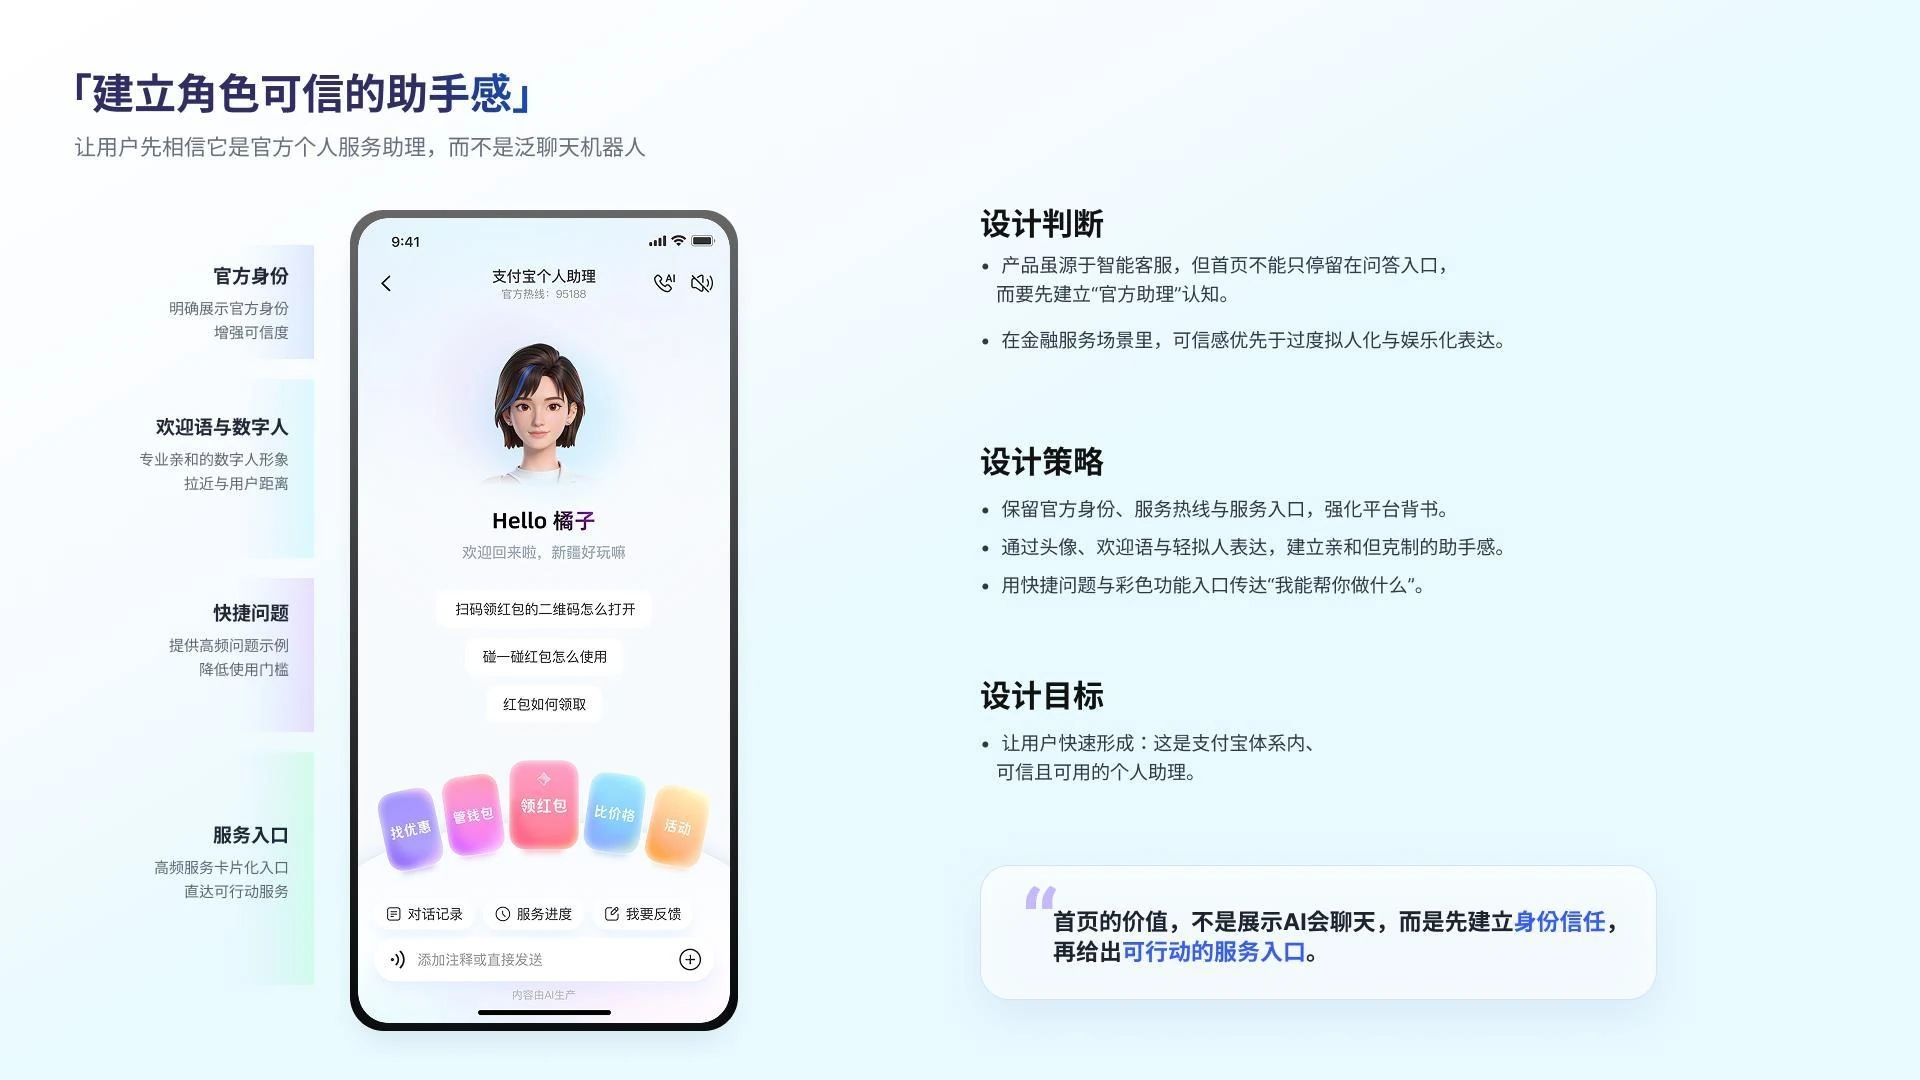 「建立角色可信的助手感」
让用户先相信它是官方个人服务助理，而不是泛聊天机器人
官方身份
明确展示官方身份
增强可信度
欢迎语与数字人
专业亲和的数字人形象
拉近与用户距离
快捷问题
提供高频问题示例
降低使用门槛
服务入口
高频服务卡片化入口
直达可行动服务
9:41
支付宝个人助理
官方热线：95188
AI
Hello 橘子
欢迎回来啦，新疆好玩嘛
扫码领红包的二维码怎么打开
碰一碰红包怎么使用
红包如何领取
找优惠
管钱包
领红包
比价格
活动
对话记录 服务进度 我要反馈
添加注释或直接发送
内容由AI生产
设计判断
• 产品虽源于智能客服，但首页不能只停留在问答入口，
而要先建立“官方助理”认知。
• 在金融服务场景里，可信感优先于过度拟人化与娱乐化表达。
设计策略
• 保留官方身份、服务热线与服务入口，强化平台背书。
• 通过头像、欢迎语与轻拟人表达，建立亲和但克制的助手感。
• 用快捷问题与彩色功能入口传达“我能帮你做什么”。
设计目标
• 让用户快速形成：这是支付宝体系内、
可信且可用的个人助理。
“
首页的价值，不是展示AI会聊天，而是先建立身份信任，
再给出可行动的服务入口。